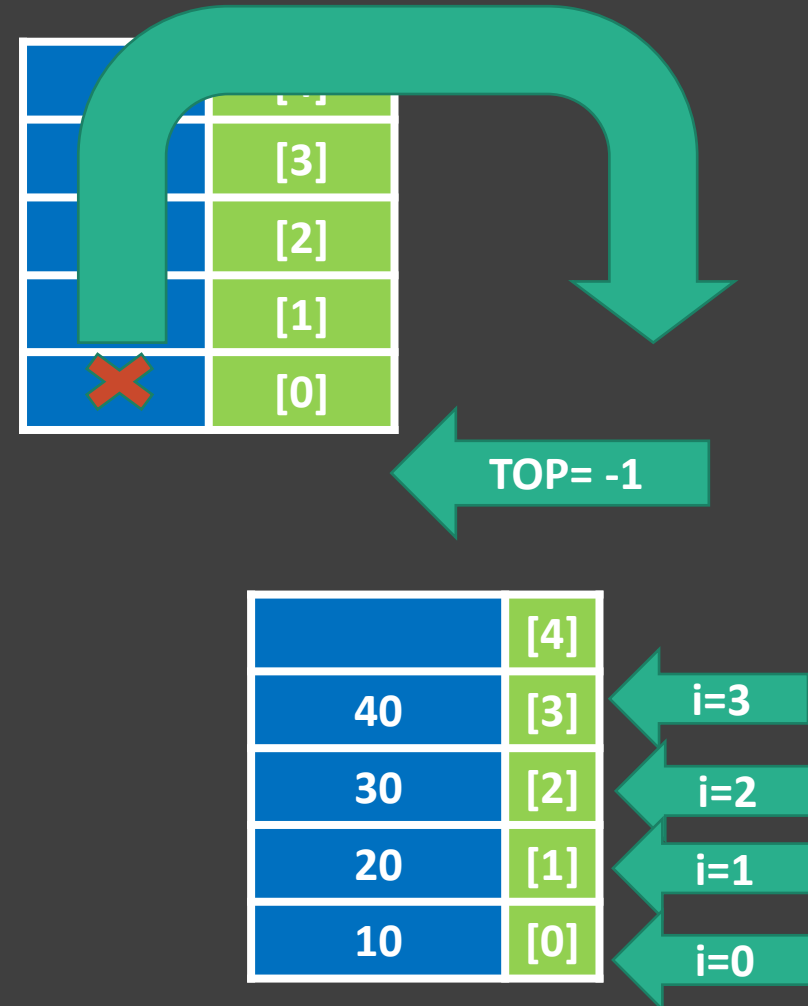 [3]
[2]
[1]
[0]
TOP= -1
[4]
40 [3] i=3
30 [2] i=2
20 [1] i=1
10 [0] i=0